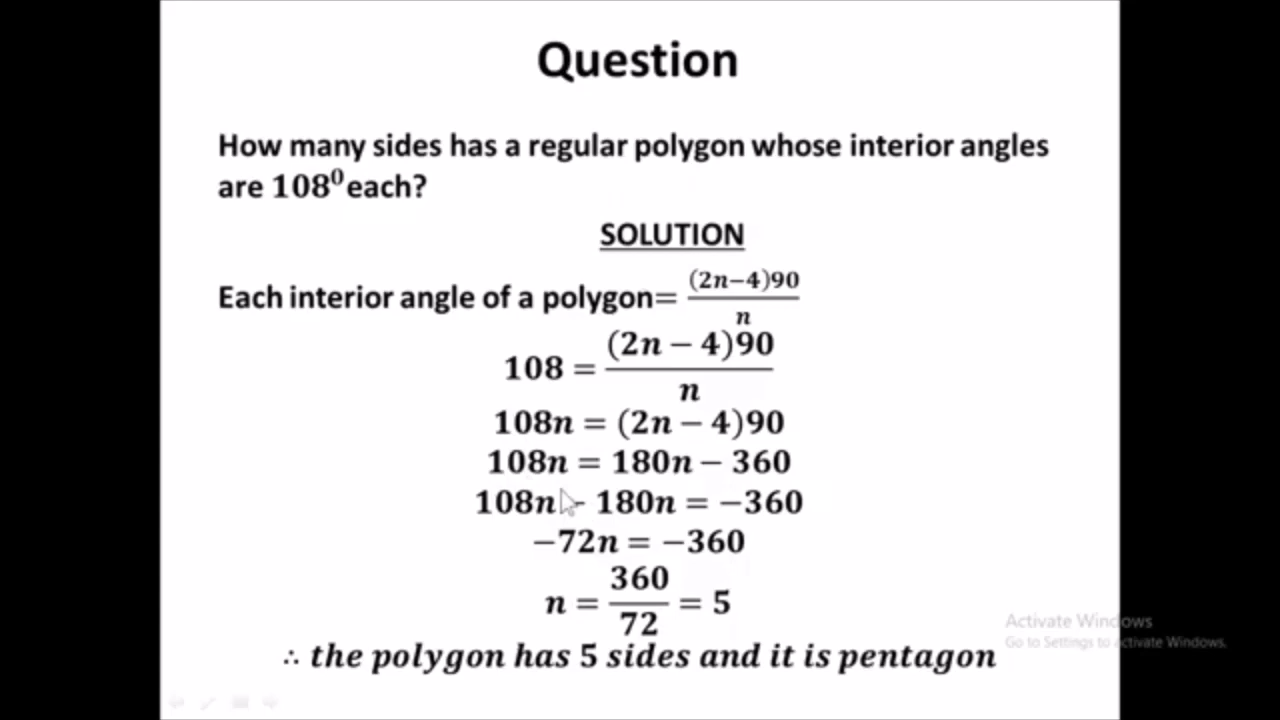 Question
How many sides has a regular polygon whose interior angles
are 108⁰ each?
SOLUTION
Each interior angle of a polygon= (2n−4)90 / n
108 = (2n − 4)90 / n
108n = (2n − 4)90
108n = 180n − 360
108n - 180n = −360
−72n = −360
n = 360 / 72 = 5
∴ the polygon has 5 sides and it is pentagon
Activate Windows
Go to Settings to activate Windows.